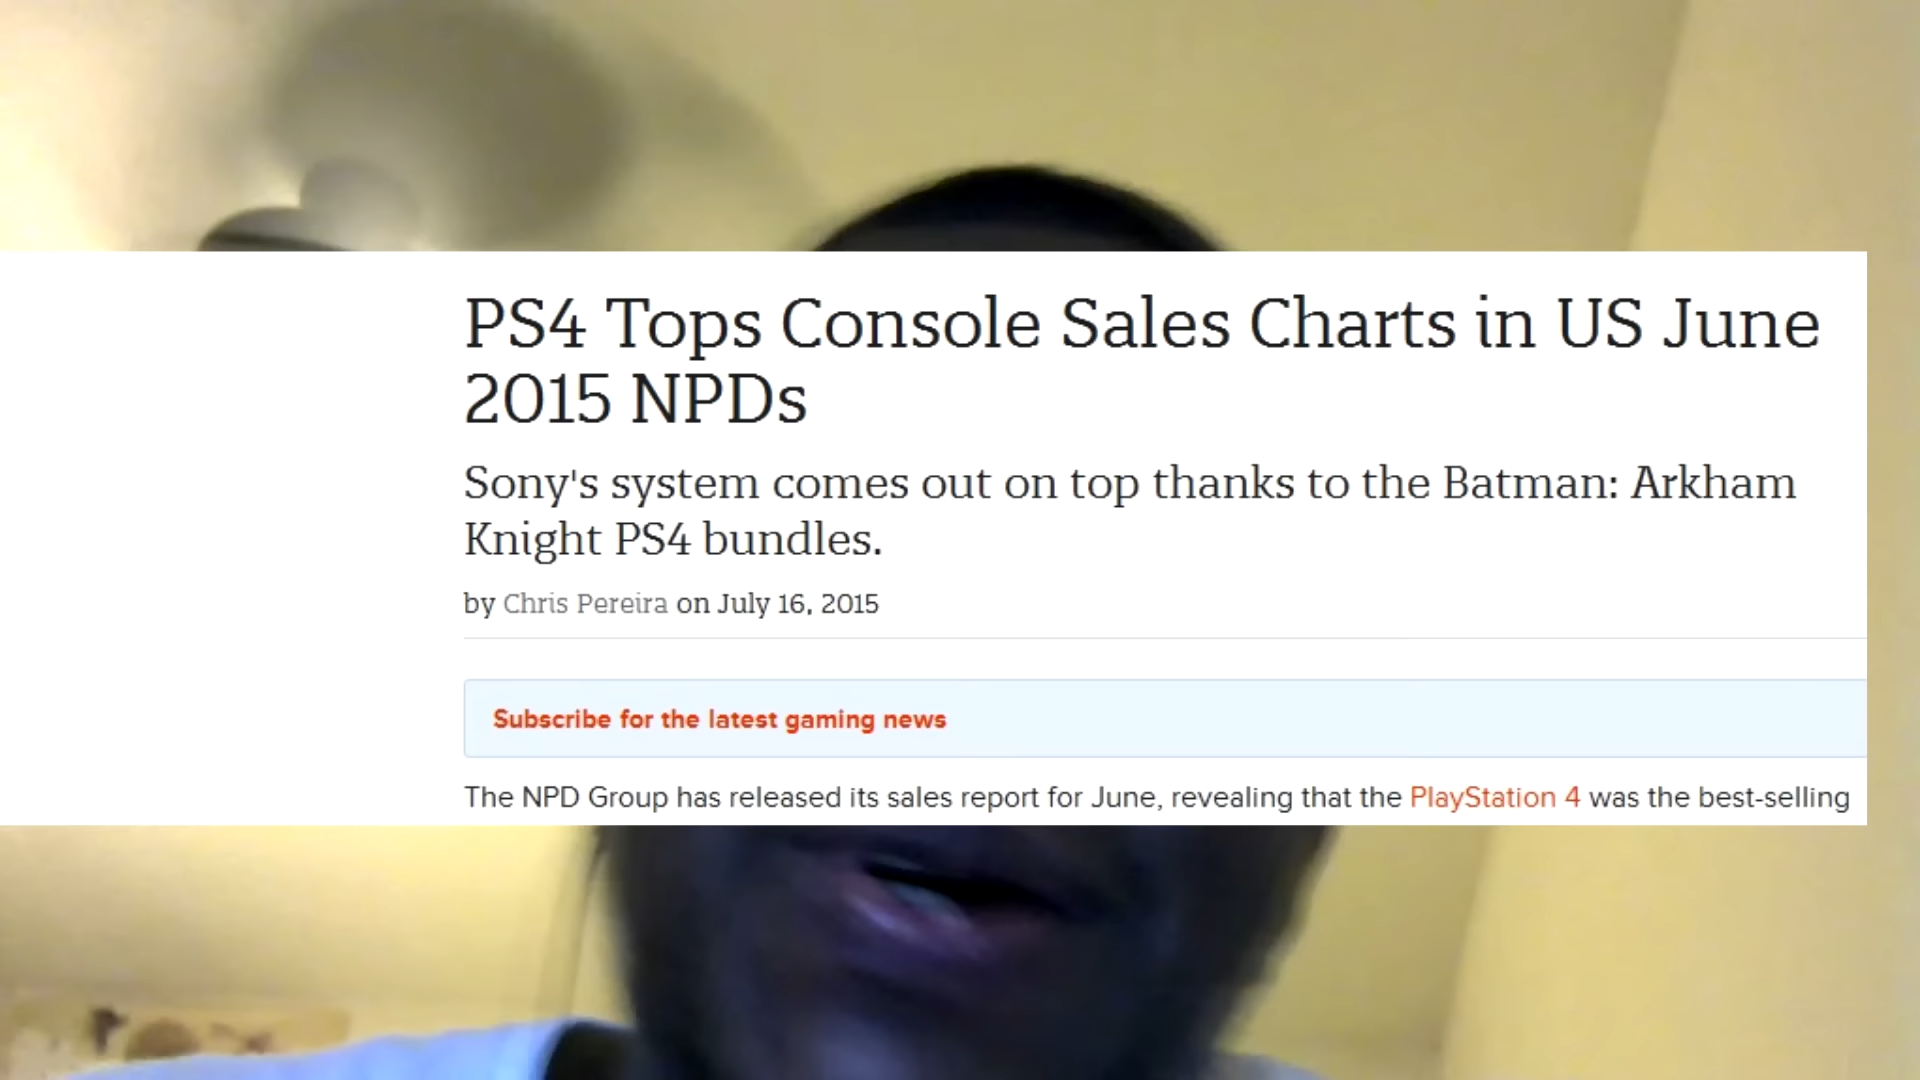 PS4 Tops Console Sales Charts in US June
2015 NPDs
Sony's system comes out on top thanks to the Batman: Arkham
Knight PS4 bundles.
by Chris Pereira on July 16, 2015
Subscribe for the latest gaming news
The NPD Group has released its sales report for June, revealing that the PlayStation 4 was the best-selling